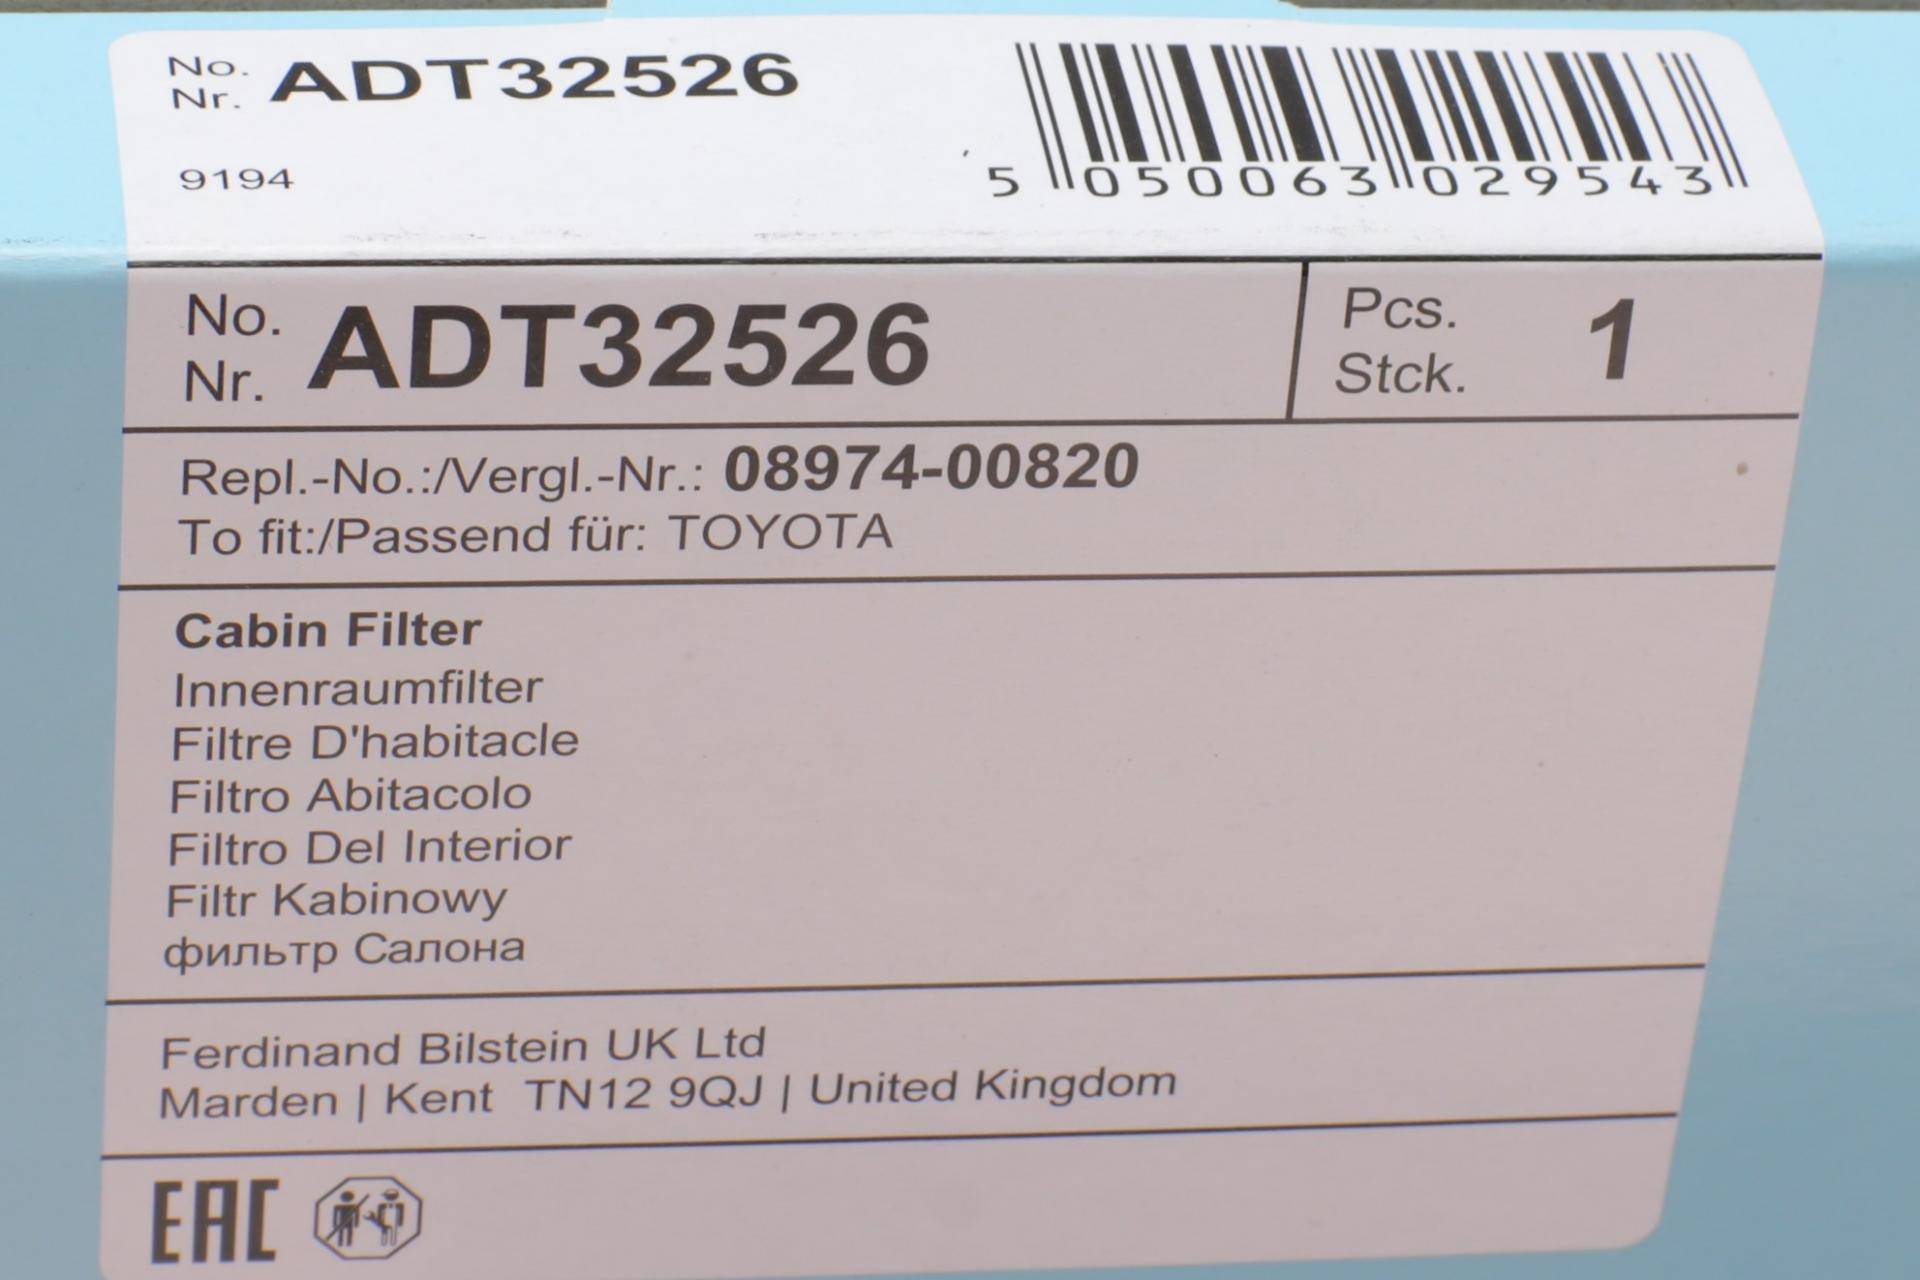 No.
Nr. ADT32526
9194
5 050063 029543
No.
Nr. ADT32526
Pcs.
Stck. 1
Repl.-No.:/Vergl.-Nr.: 08974-00820
To fit:/Passend für: TOYOTA
Cabin Filter
Innenraumfilter
Filtre D'habitacle
Filtro Abitacolo
Filtro Del Interior
Filtr Kabinowy
фильтр Салона
Ferdinand Bilstein UK Ltd
Marden | Kent TN12 9QJ | United Kingdom
EAC